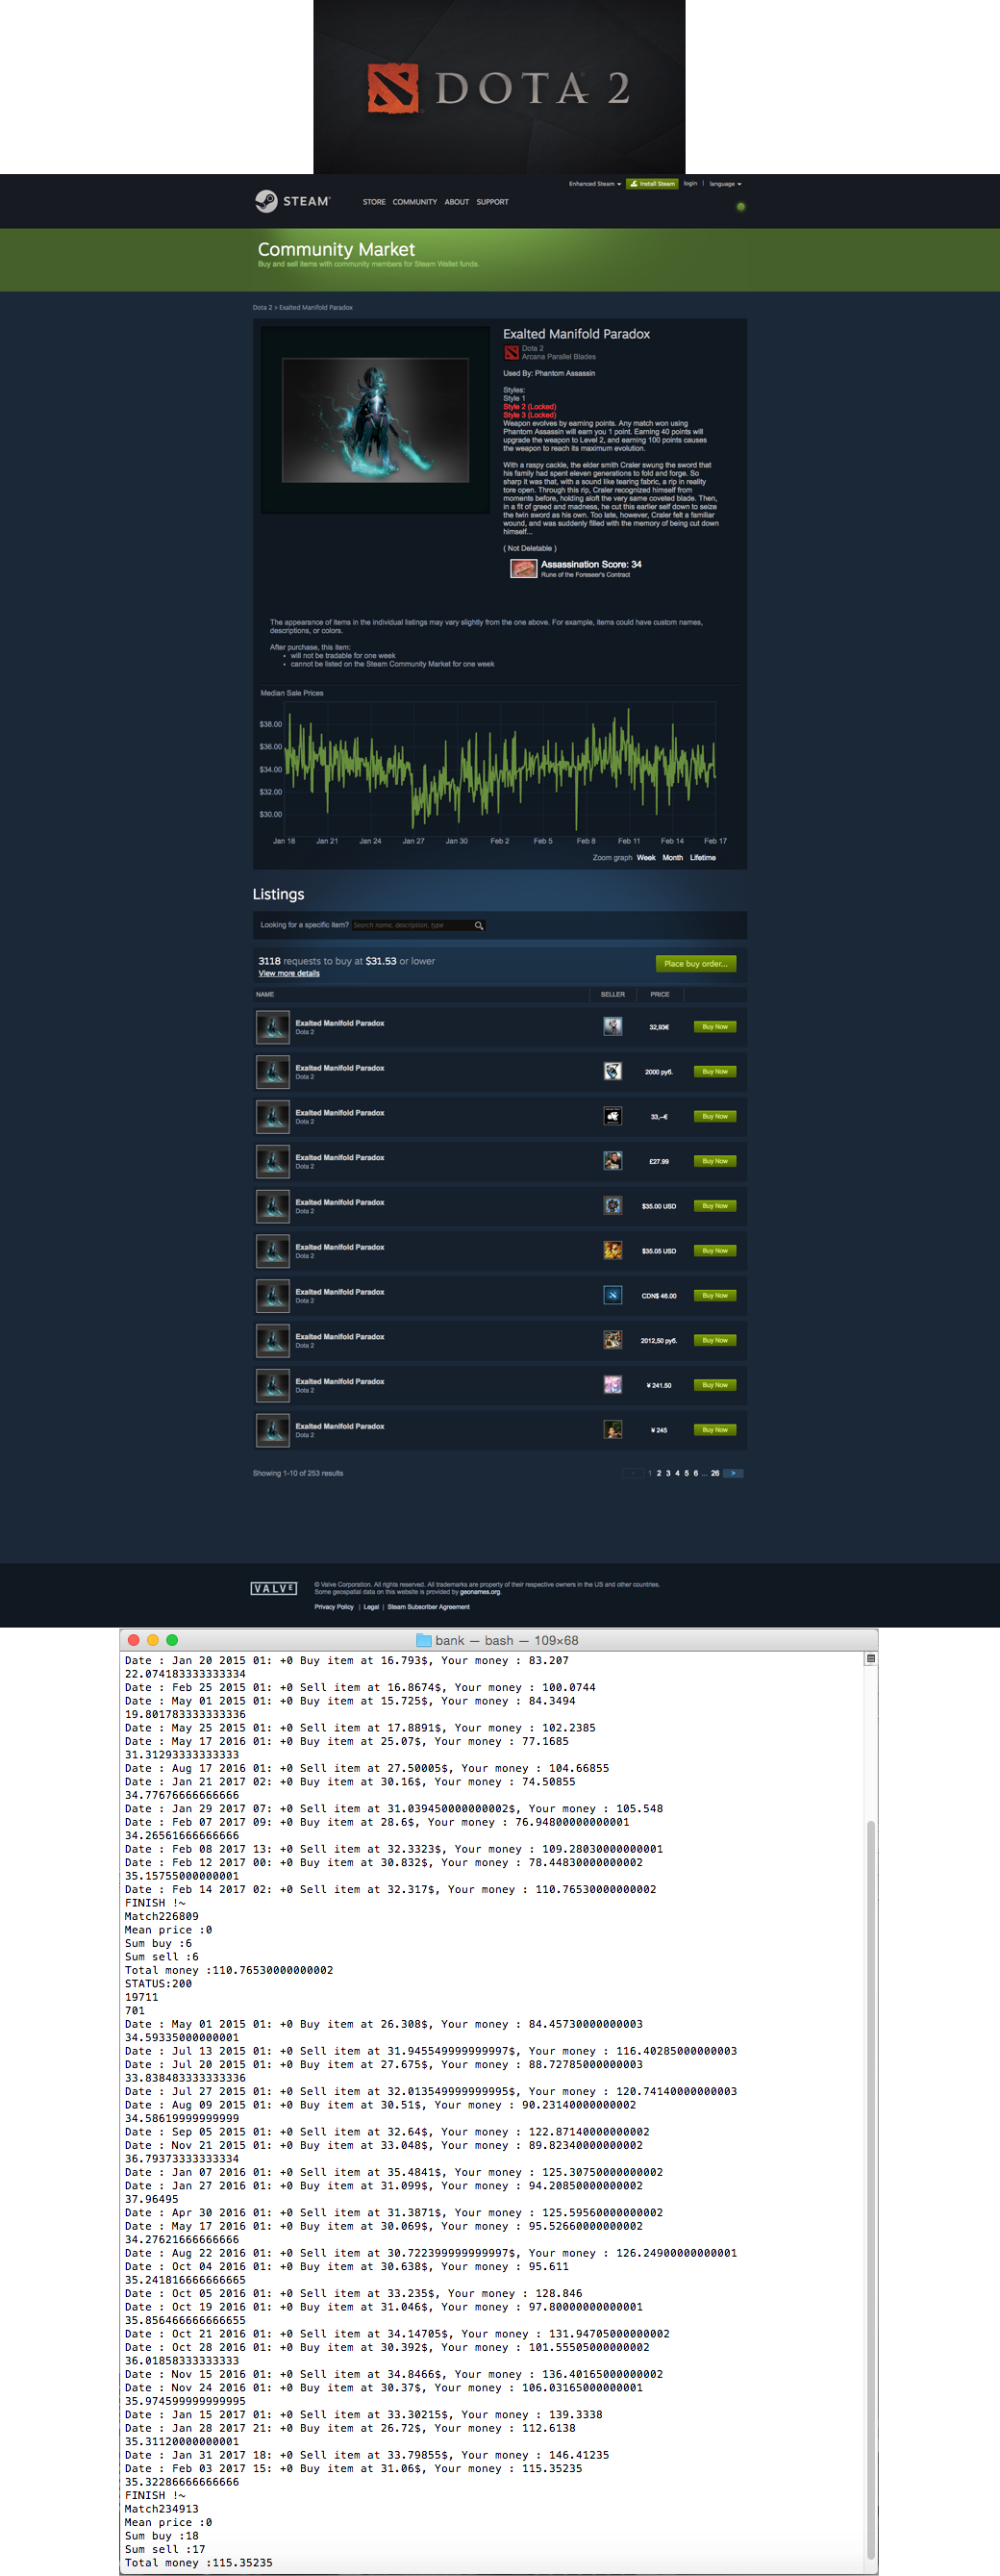 DOTA 2
Enhanced Steam Install Steam login | language
STEAM STORE COMMUNITY ABOUT SUPPORT
Community Market
Buy and sell items with community members for Steam Wallet funds.
Dota 2 > Exalted Manifold Paradox
Exalted Manifold Paradox
Dota 2
Arcana Parallel Blades
Used By: Phantom Assassin
Styles:
Style 1
Style 2 (Locked)
Style 3 (Locked)
Weapon evolves by earning points. Any match won using
Phantom Assassin will earn you 1 point. Earning 40 points will
upgrade the weapon to Level 2, and earning 100 points causes
the weapon to reach its maximum evolution.
With a raspy cackle, the elder smith Craler swung the sword that
his family had spent eleven generations to fold and forge. So
sharp it was that, with a sound like tearing fabric, a rip in reality
tore open. Through this rip, Craler recognized himself from
moments before, holding aloft the very same coveted blade. Then,
in a fit of greed and madness, he cut this earlier self down to seize
the twin sword as his own. Too late, however, Craler felt a familiar
wound, and was suddenly filled with the memory of being cut down
himself...
( Not Deletable )
Assassination Score: 34
Rune of the Foreseer's Contract
The appearance of items in the individual listings may vary slightly from the one above. For example, items could have custom names,
descriptions, or colors.
After purchase, this item:
• will not be tradable for one week
• cannot be listed on the Steam Community Market for one week
Median Sale Prices
$38.00
$36.00
$34.00
$32.00
$30.00
Jan 18 Jan 21 Jan 24 Jan 27 Jan 30 Feb 2 Feb 5 Feb 8 Feb 11 Feb 14 Feb 17
Zoom graph Week Month Lifetime
Listings
Looking for a specific item? Search name, description, type
3118 requests to buy at $31.53 or lower
View more details
Place buy order...
NAME SELLER PRICE
Exalted Manifold Paradox
Dota 2
32,93€ Buy Now
Exalted Manifold Paradox
Dota 2
2000 pуб. Buy Now
Exalted Manifold Paradox
Dota 2
33,--€ Buy Now
Exalted Manifold Paradox
Dota 2
£27.99 Buy Now
Exalted Manifold Paradox
Dota 2
$35.00 USD Buy Now
Exalted Manifold Paradox
Dota 2
$35.05 USD Buy Now
Exalted Manifold Paradox
Dota 2
CDN$ 46.00 Buy Now
Exalted Manifold Paradox
Dota 2
2012,50 pуб. Buy Now
Exalted Manifold Paradox
Dota 2
¥ 241.50 Buy Now
Exalted Manifold Paradox
Dota 2
¥ 245 Buy Now
Showing 1-10 of 253 results
< 1 2 3 4 5 6 ... 26 >
VALVE
© Valve Corporation. All rights reserved. All trademarks are property of their respective owners in the US and other countries.
Some geospatial data on this website is provided by geonames.org.
Privacy Policy | Legal | Steam Subscriber Agreement
bank — bash — 109×68
Date : Jan 20 2015 01: +0 Buy item at 16.793$, Your money : 83.207
22.074183333333334
Date : Feb 25 2015 01: +0 Sell item at 16.8674$, Your money : 100.0744
Date : May 01 2015 01: +0 Buy item at 15.725$, Your money : 84.3494
19.801783333333336
Date : May 25 2015 01: +0 Sell item at 17.8891$, Your money : 102.2385
Date : May 17 2016 01: +0 Buy item at 25.07$, Your money : 77.1685
31.31293333333333
Date : Aug 17 2016 01: +0 Sell item at 27.50005$, Your money : 104.66855
Date : Jan 21 2017 02: +0 Buy item at 30.16$, Your money : 74.50855
34.77676666666666
Date : Jan 29 2017 07: +0 Sell item at 31.039450000000002$, Your money : 105.548
Date : Feb 07 2017 09: +0 Buy item at 28.6$, Your money : 76.94800000000001
34.26561666666666
Date : Feb 08 2017 13: +0 Sell item at 32.3323$, Your money : 109.28030000000001
Date : Feb 12 2017 00: +0 Buy item at 30.832$, Your money : 78.44830000000002
35.15755000000001
Date : Feb 14 2017 02: +0 Sell item at 32.317$, Your money : 110.76530000000002
FINISH !~
Match226809
Mean price :0
Sum buy :6
Sum sell :6
Total money :110.76530000000002
STATUS:200
19711
701
Date : May 01 2015 01: +0 Buy item at 26.308$, Your money : 84.45730000000003
34.59335000000001
Date : Jul 13 2015 01: +0 Sell item at 31.945549999999997$, Your money : 116.40285000000003
Date : Jul 20 2015 01: +0 Buy item at 27.675$, Your money : 88.72785000000003
33.838483333333336
Date : Jul 27 2015 01: +0 Sell item at 32.013549999999995$, Your money : 120.74140000000003
Date : Aug 09 2015 01: +0 Buy item at 30.51$, Your money : 90.23140000000002
34.58619999999999
Date : Sep 05 2015 01: +0 Sell item at 32.64$, Your money : 122.87140000000002
Date : Nov 21 2015 01: +0 Buy item at 33.048$, Your money : 89.82340000000002
36.79373333333334
Date : Jan 07 2016 01: +0 Sell item at 35.4841$, Your money : 125.30750000000002
Date : Jan 27 2016 01: +0 Buy item at 31.099$, Your money : 94.20850000000002
37.96495
Date : Apr 30 2016 01: +0 Sell item at 31.3871$, Your money : 125.59560000000002
Date : May 17 2016 01: +0 Buy item at 30.069$, Your money : 95.52660000000002
34.27621666666666
Date : Aug 22 2016 01: +0 Sell item at 30.722399999999997$, Your money : 126.24900000000001
Date : Oct 04 2016 01: +0 Buy item at 30.638$, Your money : 95.611
35.241816666666665
Date : Oct 05 2016 01: +0 Sell item at 33.235$, Your money : 128.846
Date : Oct 19 2016 01: +0 Buy item at 31.046$, Your money : 97.80000000000001
35.856466666666655
Date : Oct 21 2016 01: +0 Sell item at 34.14705$, Your money : 131.94705000000002
Date : Oct 28 2016 01: +0 Buy item at 30.392$, Your money : 101.55505000000002
36.01858333333333
Date : Nov 15 2016 01: +0 Sell item at 34.8466$, Your money : 136.40165000000002
Date : Nov 24 2016 01: +0 Buy item at 30.37$, Your money : 106.03165000000001
35.974599999999995
Date : Jan 15 2017 01: +0 Sell item at 33.30215$, Your money : 139.3338
Date : Jan 28 2017 21: +0 Buy item at 26.72$, Your money : 112.6138
35.31120000000001
Date : Jan 31 2017 18: +0 Sell item at 33.79855$, Your money : 146.41235
Date : Feb 03 2017 15: +0 Buy item at 31.06$, Your money : 115.35235
35.32286666666666
FINISH !~
Match234913
Mean price :0
Sum buy :18
Sum sell :17
Total money :115.35235